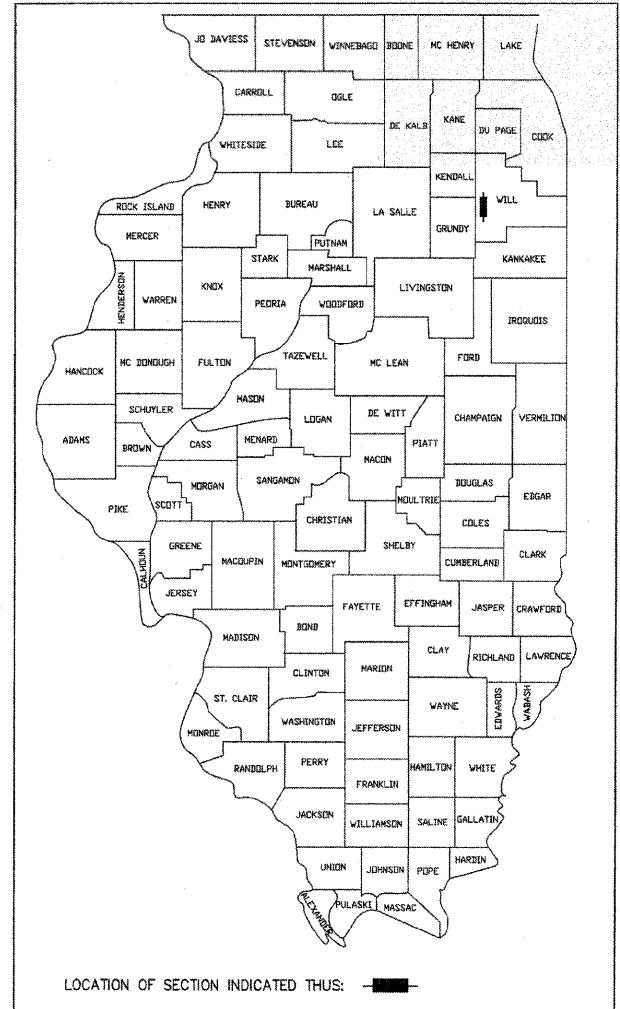 JO DAVIESS STEVENSON WINNEBAGO BOONE MC HENRY LAKE
CARROLL OGLE DE KALB KANE DU PAGE COOK
WHITESIDE LEE KENDALL WILL
ROCK ISLAND HENRY BUREAU LA SALLE GRUNDY
MERCER PUTNAM KANKAKEE
STARK MARSHALL
HENDERSON WARREN KNOX PEORIA WOODFORD LIVINGSTON IROQUOIS
HANCOCK MC DONOUGH FULTON TAZEWELL MC LEAN FORD
MASON
SCHUYLER LOGAN DE WITT CHAMPAIGN VERMILION
ADAMS BROWN CASS MENARD MACON PIATT
PIKE SCOTT MORGAN SANGAMON MOULTRIE DOUGLAS EDGAR
CHRISTIAN COLES
CALHOUN GREENE MACOUPIN MONTGOMERY SHELBY CUMBERLAND CLARK
JERSEY
MADISON BOND FAYETTE EFFINGHAM JASPER CRAWFORD
CLINTON MARION CLAY RICHLAND LAWRENCE
ST. CLAIR WASHINGTON JEFFERSON WAYNE EDWARDS WABASH
MONROE
RANDOLPH PERRY FRANKLIN HAMILTON WHITE
JACKSON WILLIAMSON SALINE GALLATIN
UNION JOHNSON POPE HARDIN
ALEXANDER PULASKI MASSAC
LOCATION OF SECTION INDICATED THUS: